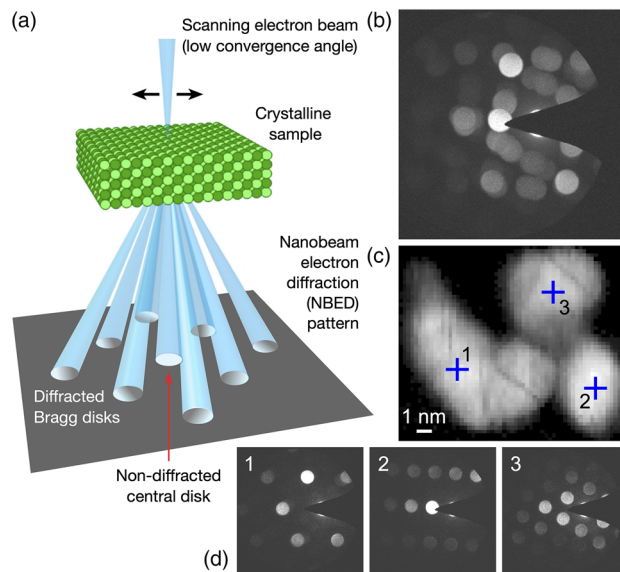 (a)
Scanning electron beam
(low convergence angle)
Crystalline
sample
Nanobeam
electron
diffraction
(NBED)
pattern
Diffracted
Bragg disks
Non-diffracted
central disk
(b)
(c)
1
2
3
1 nm
(d)
1
2
3